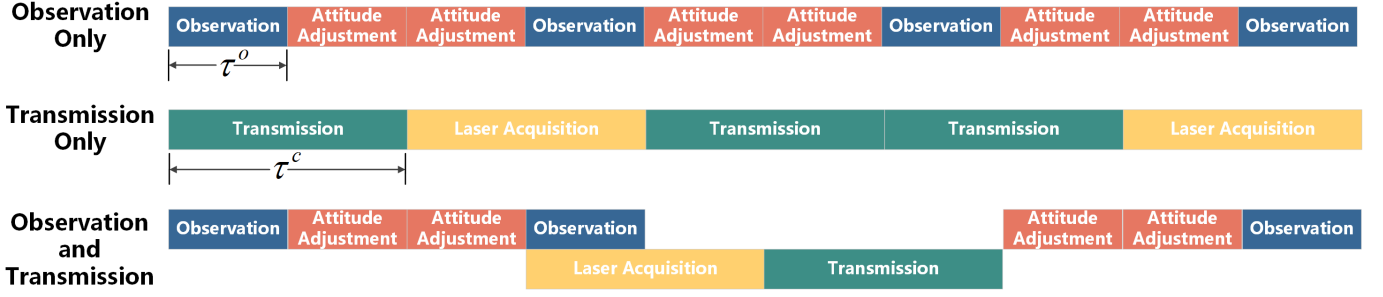 Observation
Only
Observation
Attitude
Adjustment
Attitude
Adjustment
Observation
Attitude
Adjustment
Attitude
Adjustment
Observation
Attitude
Adjustment
Attitude
Adjustment
Observation
τ^o
Transmission
Only
Transmission
Laser Acquisition
Transmission
Transmission
Laser Acquisition
τ^c
Observation
and
Transmission
Observation
Attitude
Adjustment
Attitude
Adjustment
Observation
Attitude
Adjustment
Attitude
Adjustment
Observation
Laser Acquisition
Transmission